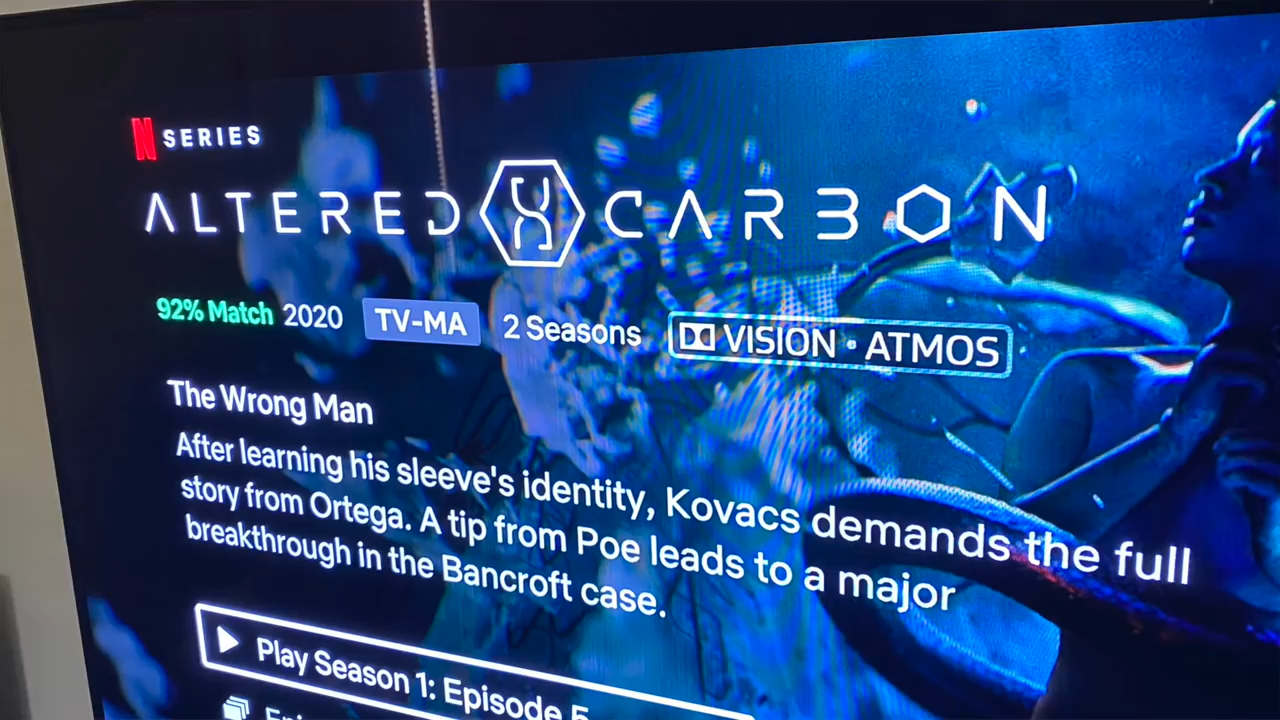 N SERIES
ALTERED CARBON
92% Match 2020 TV-MA 2 Seasons VISION ATMOS
The Wrong Man
After learning his sleeve's identity, Kovacs demands the full
story from Ortega. A tip from Poe leads to a major
breakthrough in the Bancroft case.
Play Season 1: Episode 5